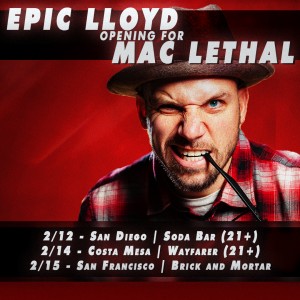 EPIC LLOYD
OPENING FOR
MAC LETHAL
2/12 - SAN DIEGO | SODA BAR (21+)
2/14 - COSTA MESA | WAYFARER (21+)
2/15 - SAN FRANCISCO | BRICK AND MORTAR